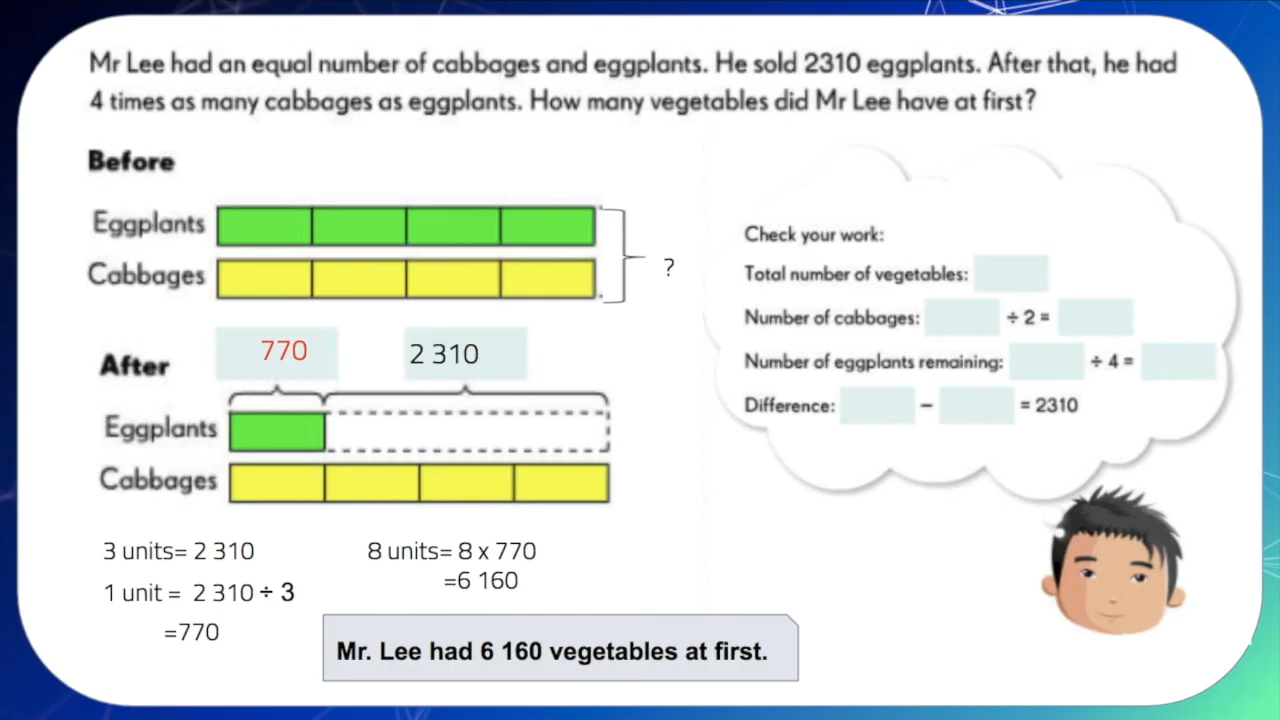 Mr Lee had an equal number of cabbages and eggplants. He sold 2310 eggplants. After that, he had
4 times as many cabbages as eggplants. How many vegetables did Mr Lee have at first?
Before
Eggplants
Cabbages
?
After
770
2 310
Eggplants
Cabbages
3 units= 2 310
1 unit = 2 310 ÷ 3
=770
8 units= 8 x 770
=6 160
Mr. Lee had 6 160 vegetables at first.
Check your work:
Total number of vegetables:
Number of cabbages: ÷ 2 =
Number of eggplants remaining: ÷ 4 =
Difference: – = 2310